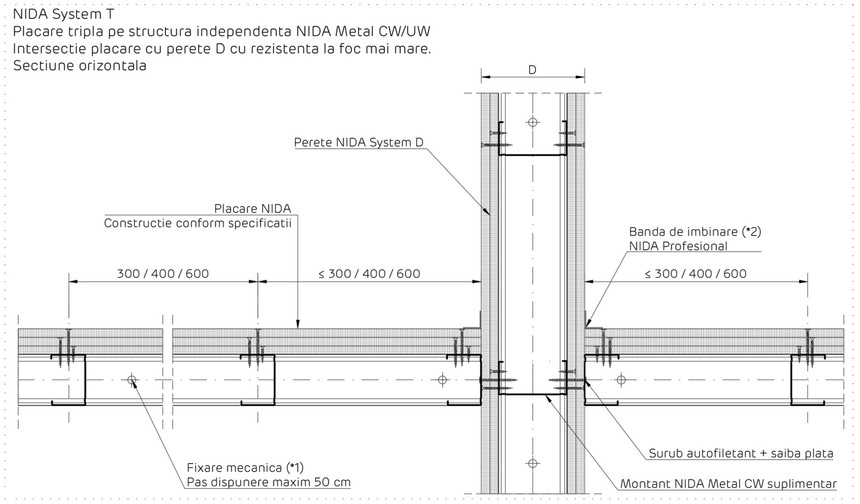 NIDA System T
Placare tripla pe structura independenta NIDA Metal CW/UW
Intersectie placare cu perete D cu rezistenta la foc mai mare.
Sectiune orizontala
D
Perete NIDA System D
Placare NIDA
Constructie conform specificatii
Banda de imbinare (*2)
NIDA Profesional
300 / 400 / 600
≤ 300 / 400 / 600
≤ 300 / 400 / 600
Surub autofiletant + saiba plata
Fixare mecanica (*1)
Pas dispunere maxim 50 cm
Montant NIDA Metal CW suplimentar